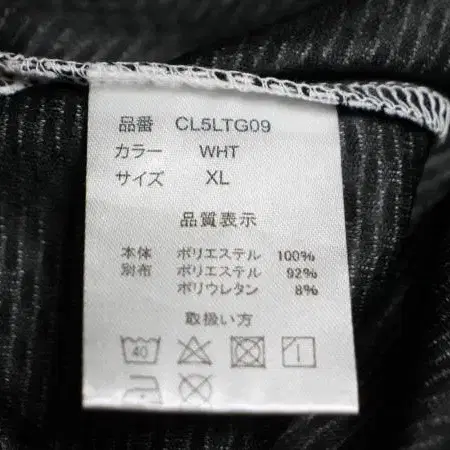 品番 CL5LTG09
カラー WHT
サイズ XL
品質表示
本体 ポリエステル 100%
別布 ポリエステル 92%
ポリウレタン 8%
取扱い方
40